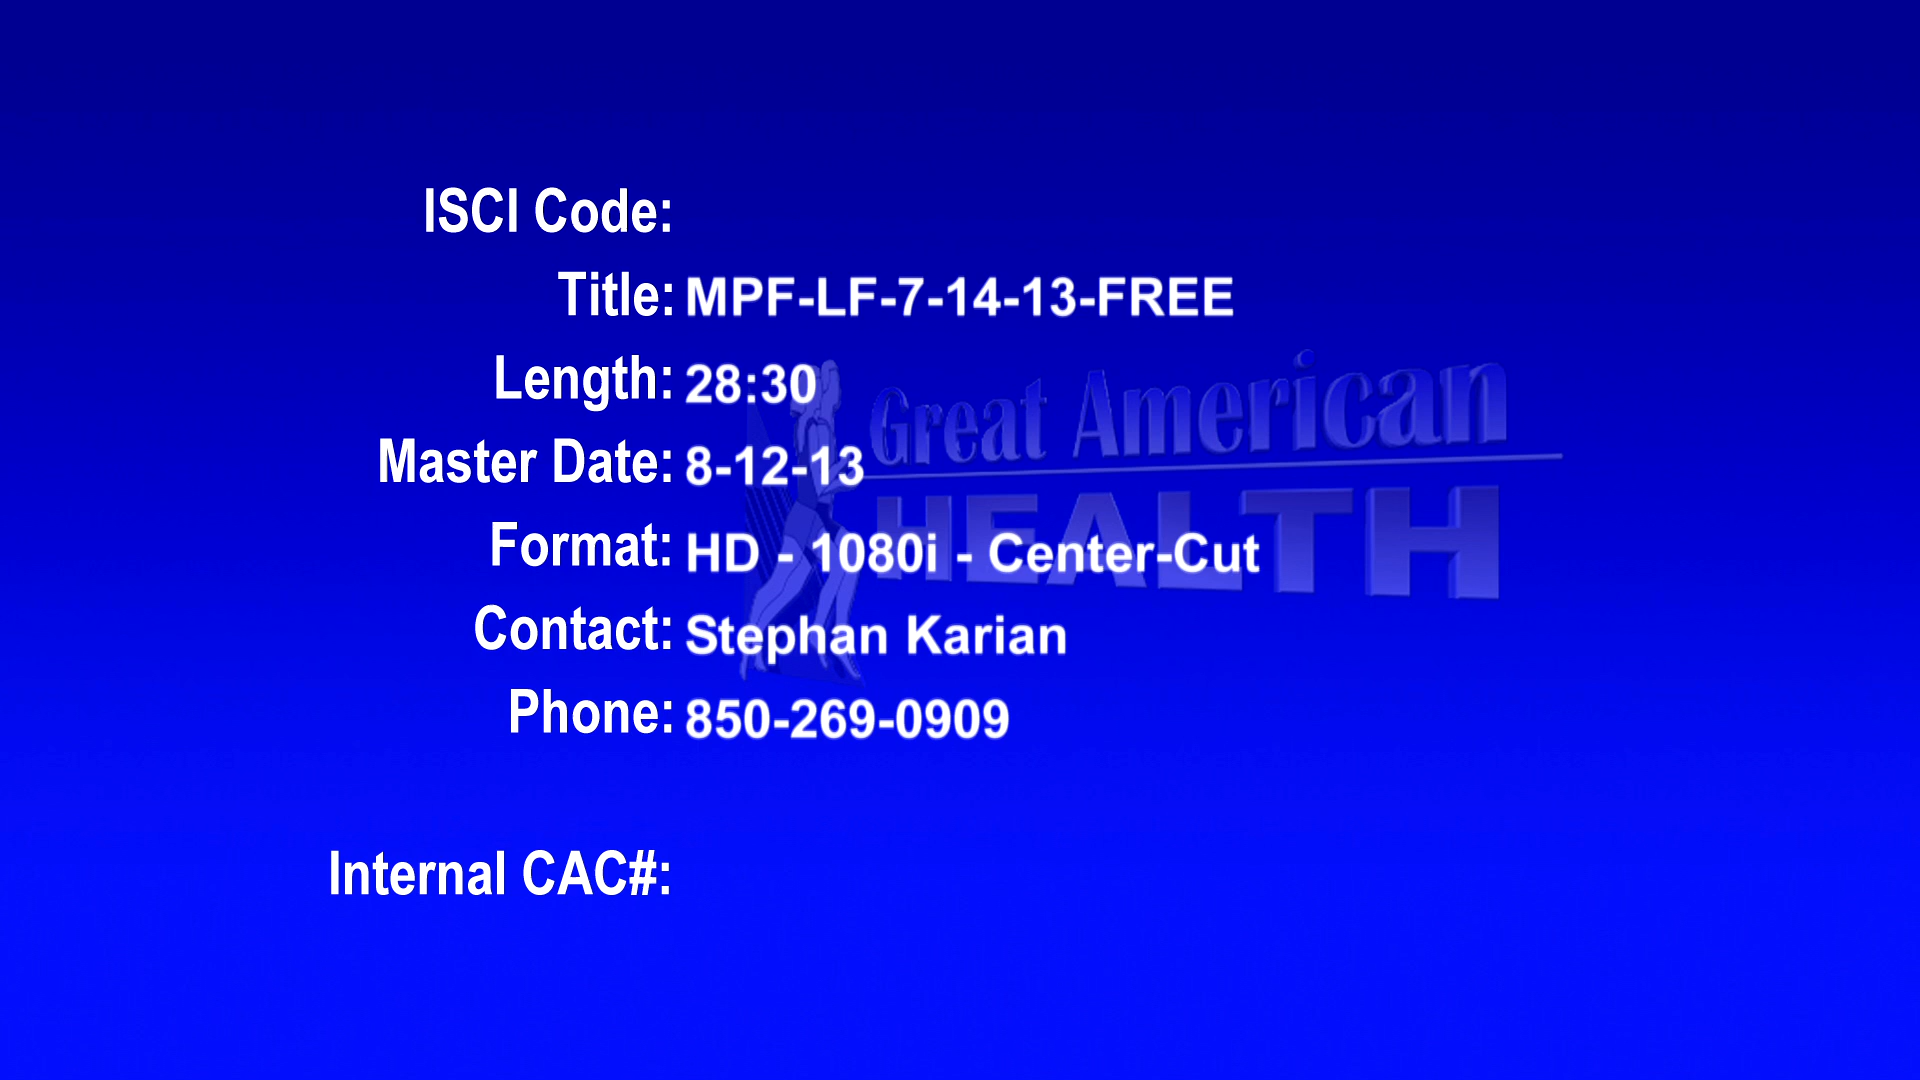 ISCI Code:
Title: MPF-LF-7-14-13-FREE
Length: 28:30
Great American
Master Date: 8-12-13
HEALTH
Format: HD - 1080i - Center-Cut
Contact: Stephan Karian
Phone: 850-269-0909
Internal CAC#: